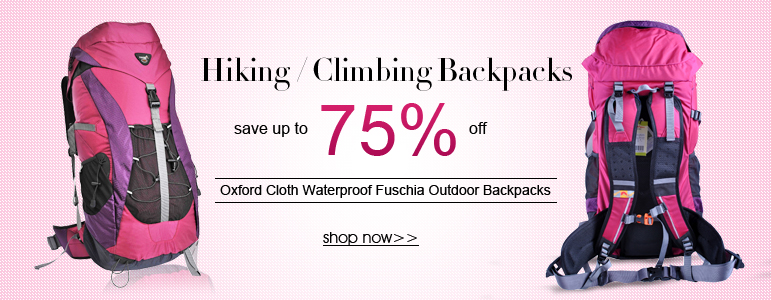 Hiking / Climbing Backpacks
save up to 75% off
Oxford Cloth Waterproof Fuschia Outdoor Backpacks
shop now>>